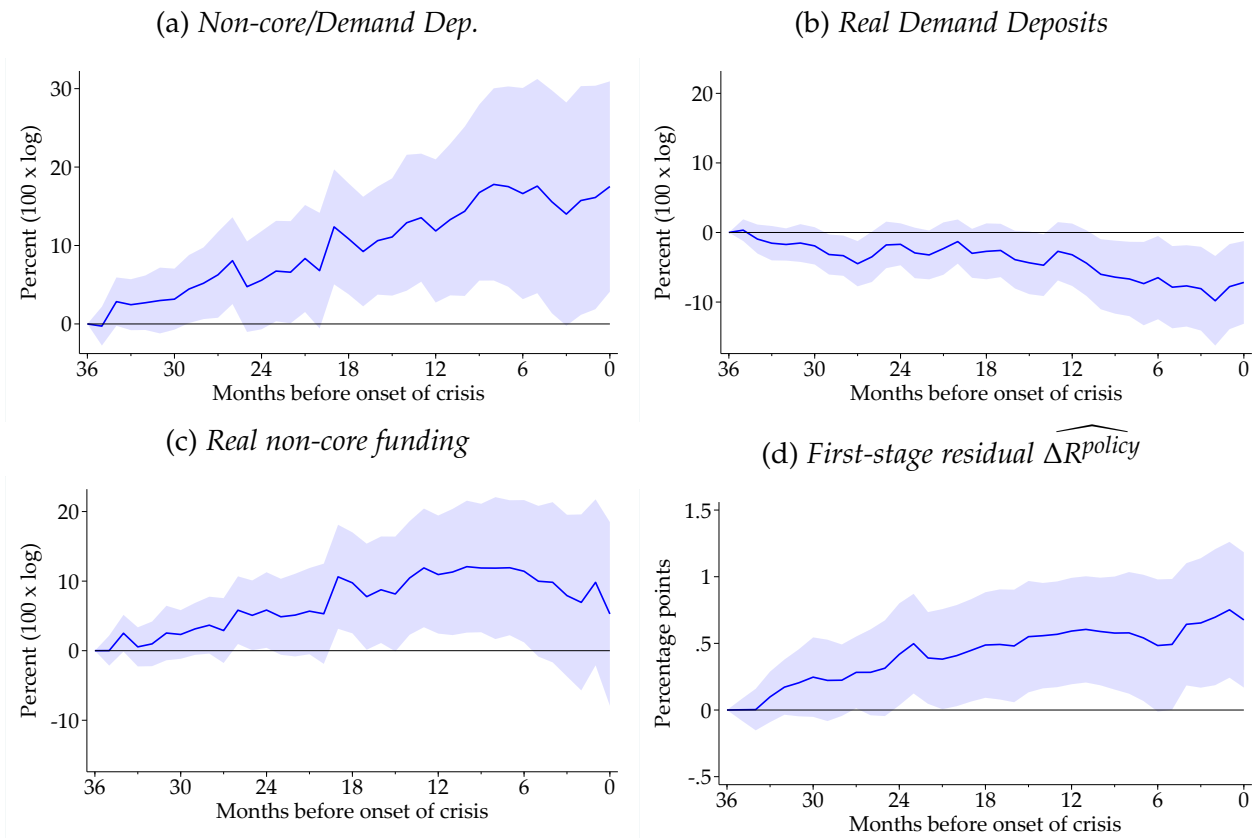 (a) Non-core/Demand Dep.
Percent (100 x log)
30
20
10
0
36 30 24 18 12 6 0
Months before onset of crisis
(b) Real Demand Deposits
Percent (100 x log)
20
10
0
-10
36 30 24 18 12 6 0
Months before onset of crisis
(c) Real non-core funding
Percent (100 x log)
20
10
0
-10
36 30 24 18 12 6 0
Months before onset of crisis
(d) First-stage residual \widehat{ΔR^{policy}}
Percentage points
1.5
1
.5
0
-.5
36 30 24 18 12 6 0
Months before onset of crisis